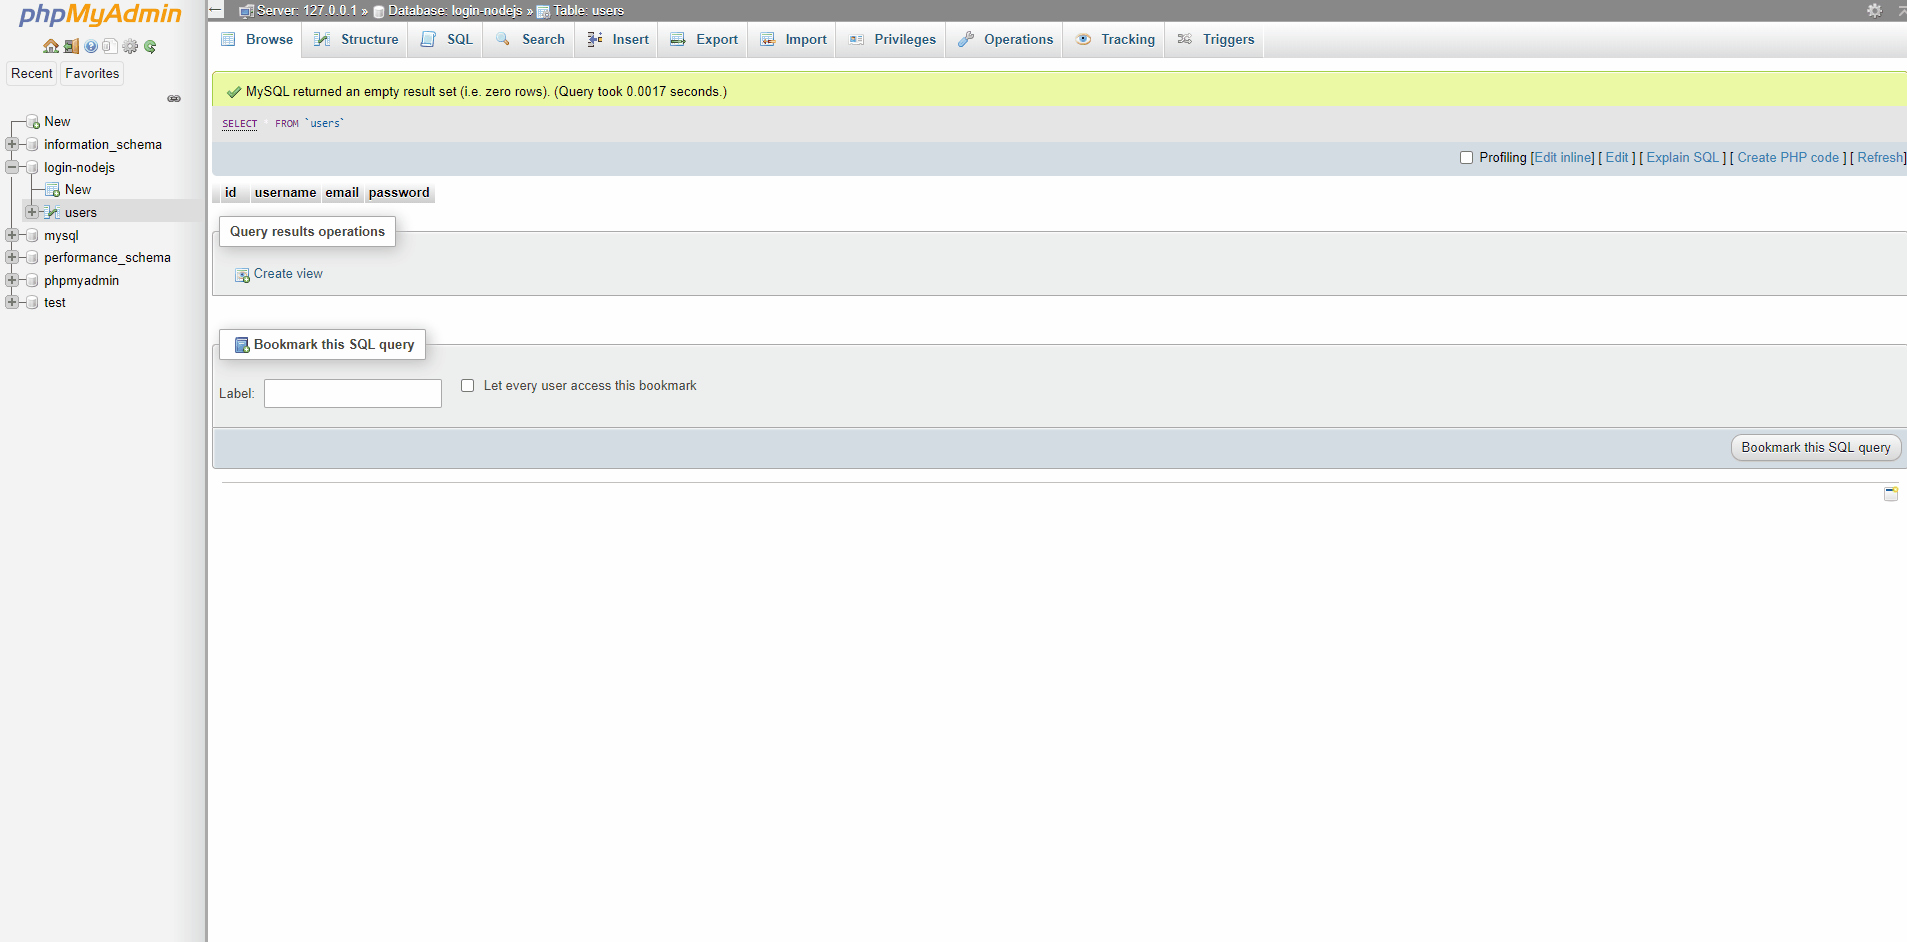 phpMyAdmin
Recent Favorites
New
information_schema
login-nodejs
New
users
mysql
performance_schema
phpmyadmin
test
Server: 127.0.0.1 » Database: login-nodejs » Table: users
Browse Structure SQL Search Insert Export Import Privileges Operations Tracking Triggers
MySQL returned an empty result set (i.e. zero rows). (Query took 0.0017 seconds.)
SELECT FROM `users`
Profiling [Edit inline] [ Edit ] [ Explain SQL ] [ Create PHP code ] [ Refresh]
id username email password
Query results operations
Create view
Bookmark this SQL query
Label: Let every user access this bookmark
Bookmark this SQL query